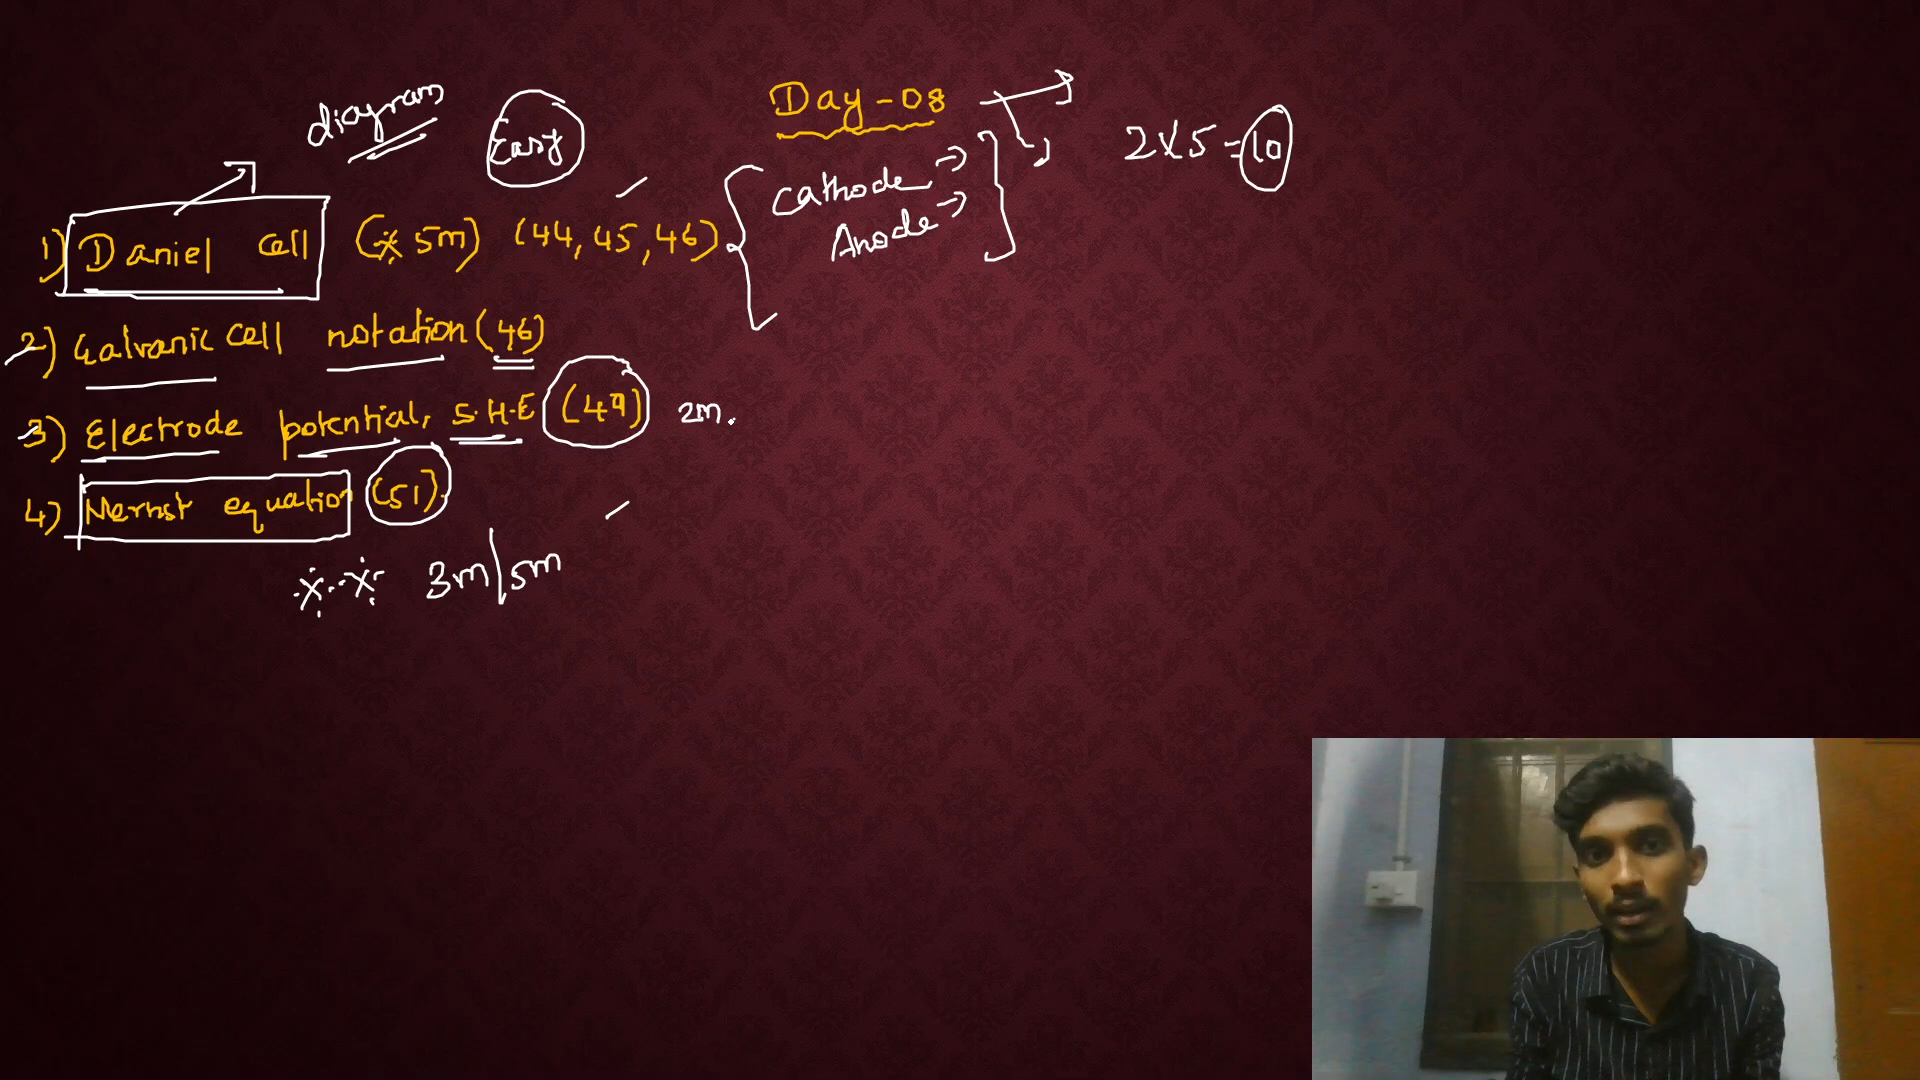 Day-08
diagram
Easy
2x5=10
Cathode →
Anode →
1) Daniel cell (* 5m) (44, 45, 46)
2) Galvanic cell notation (46)
3) Electrode potential, S.H.E (49) 2m.
4) Nernst equation (51).
3m|5m